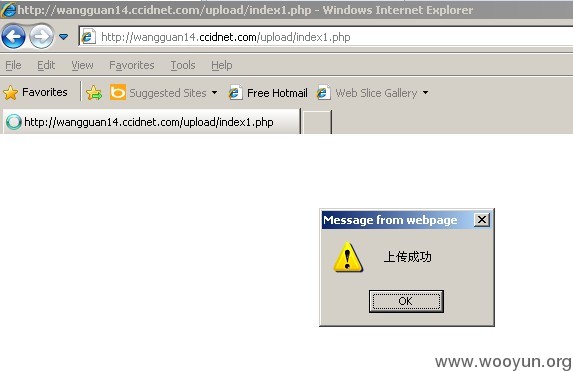 http://wangguan14.ccidnet.com/upload/index1.php - Windows Internet Explorer
http://wangguan14.ccidnet.com/upload/index1.php
File Edit View Favorites Tools Help
Favorites Suggested Sites Free Hotmail Web Slice Gallery
http://wangguan14.ccidnet.com/upload/index1.php
Message from webpage
上传成功
OK
www.wooyun.org